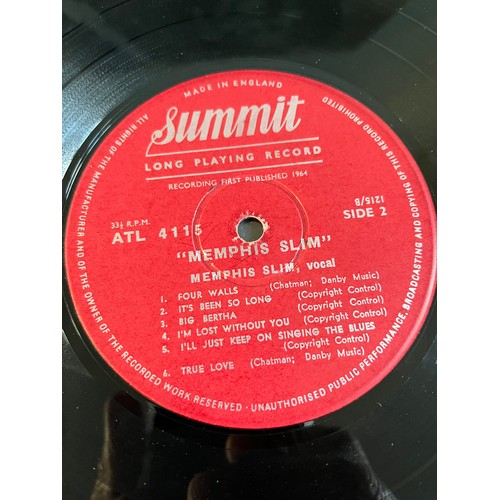 MADE IN ENGLAND
Summit
LONG PLAYING RECORD
RECORDING FIRST PUBLISHED 1964
33⅓ R.P.M.
ATL 4115
1215/B
SIDE 2
"MEMPHIS SLIM"
MEMPHIS SLIM, vocal
1. FOUR WALLS (Chatman; Danby Music)
2. IT'S BEEN SO LONG (Copyright Control)
3. BIG BERTHA (Copyright Control)
4. I'M LOST WITHOUT YOU (Copyright Control)
5. I'LL JUST KEEP ON SINGING THE BLUES
(Copyright Control)
6. TRUE LOVE (Chatman; Danby Music)
ALL RIGHTS OF THE MANUFACTURER AND OF THE OWNER OF THE RECORDED WORK RESERVED · UNAUTHORISED PUBLIC PERFORMANCE, BROADCASTING AND COPYING OF THIS RECORD PROHIBITED